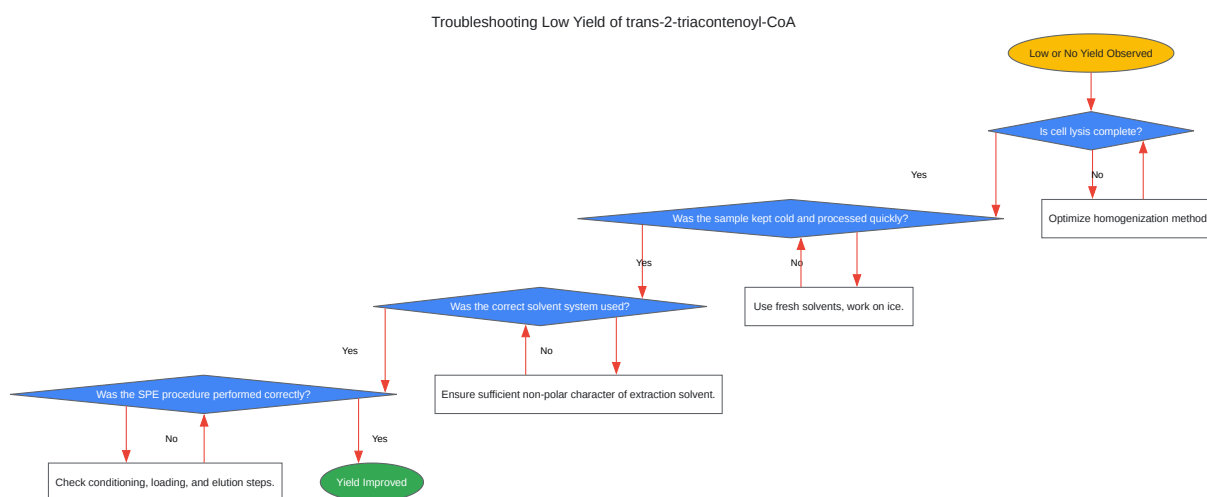 Troubleshooting Low Yield of trans-2-triacontenoyl-CoA
Low or No Yield Observed
Is cell lysis complete?
Yes
No
Was the sample kept cold and processed quickly?
Optimize homogenization method
Yes
No
Was the correct solvent system used?
Use fresh solvents, work on ice.
Yes
No
Was the SPE procedure performed correctly?
Ensure sufficient non-polar character of extraction solvent.
No
Yes
Check conditioning, loading, and elution steps.
Yield Improved